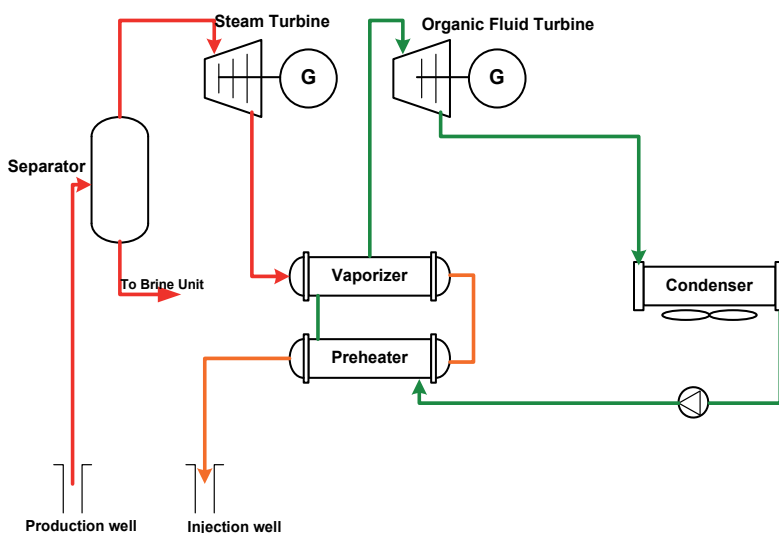 Steam Turbine
Organic Fluid Turbine
G
G
Separator
To Brine Unit
Vaporizer
Condenser
Preheater
Production well
Injection well